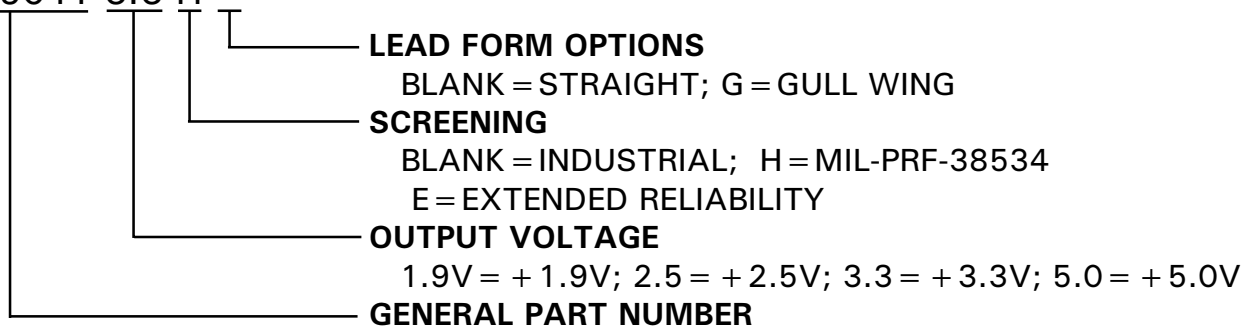 LEAD FORM OPTIONS
BLANK=STRAIGHT; G=GULL WING
SCREENING
BLANK=INDUSTRIAL; H=MIL-PRF-38534
E=EXTENDED RELIABILITY
OUTPUT VOLTAGE
1.9V=+1.9V; 2.5=+2.5V; 3.3=+3.3V; 5.0=+5.0V
GENERAL PART NUMBER